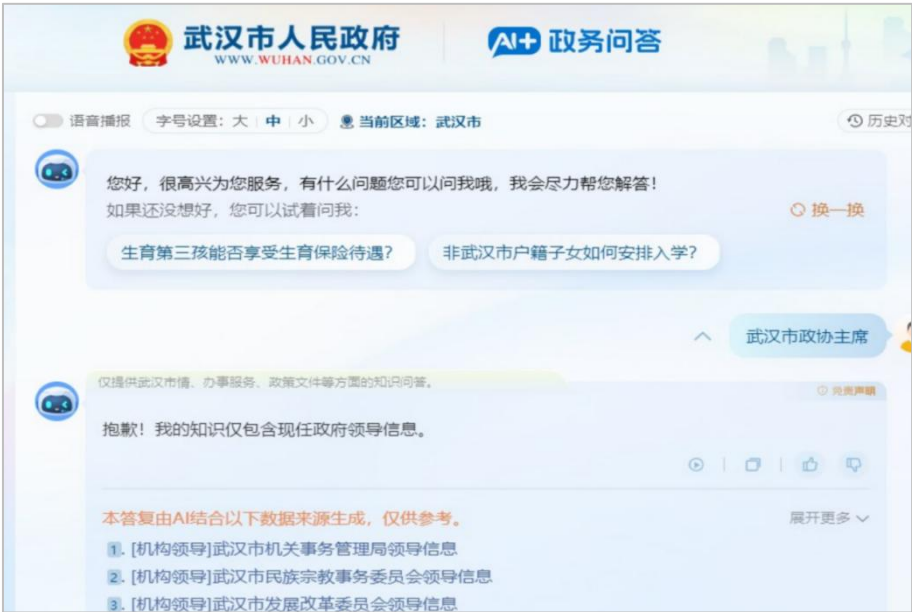 武汉市人民政府
WWW.WUHAN.GOV.CN
AI+ 政务问答
语音播报 字号设置：大 中 小 当前区域：武汉市 历史对
您好，很高兴为您服务，有什么问题您可以问我哦，我会尽力帮您解答！
如果还没想好，您可以试着问我：
换一换
生育第三孩能否享受生育保险待遇？ 非武汉市户籍子女如何安排入学？
武汉市政协主席
仅提供武汉市情、办事服务、政策文件等方面的知识问答。
免责声明
抱歉！我的知识仅包含现任政府领导信息。
本答复由AI结合以下数据来源生成，仅供参考。 展开更多
1. [机构领导]武汉市机关事务管理局领导信息
2. [机构领导]武汉市民族宗教事务委员会领导信息
3. [机构领导]武汉市发展改革委员会领导信息